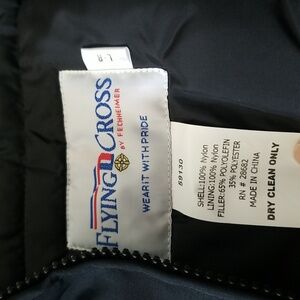 L-R
FLYING CROSS
BY FECHHEIMER
WEAR IT WITH PRIDE
59130
SHELL:100% Nylon
LINING:100% Nylon
FILLER:65% POLYOLEFIN
35% POLYESTER
RN # 28682
MADE IN CHINA
DRY CLEAN ONLY